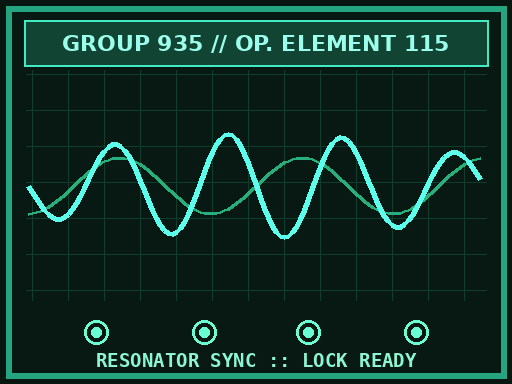 GROUP 935 // OP. ELEMENT 115
RESONATOR SYNC :: LOCK READY